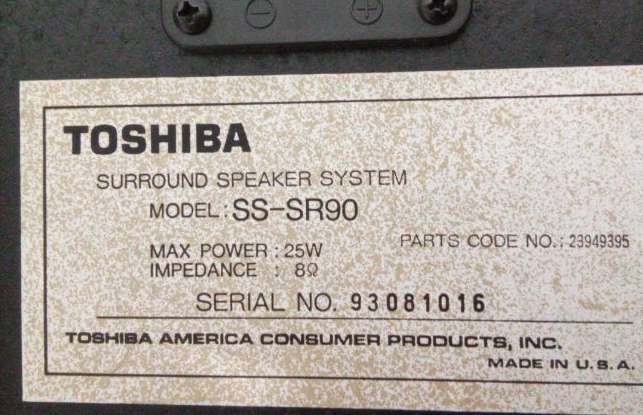 − +
TOSHIBA
SURROUND SPEAKER SYSTEM
MODEL: SS-SR90
PARTS CODE NO.: 23949395
MAX POWER : 25W
IMPEDANCE : 8Ω
SERIAL NO. 93081016
TOSHIBA AMERICA CONSUMER PRODUCTS, INC.
MADE IN U.S.A.